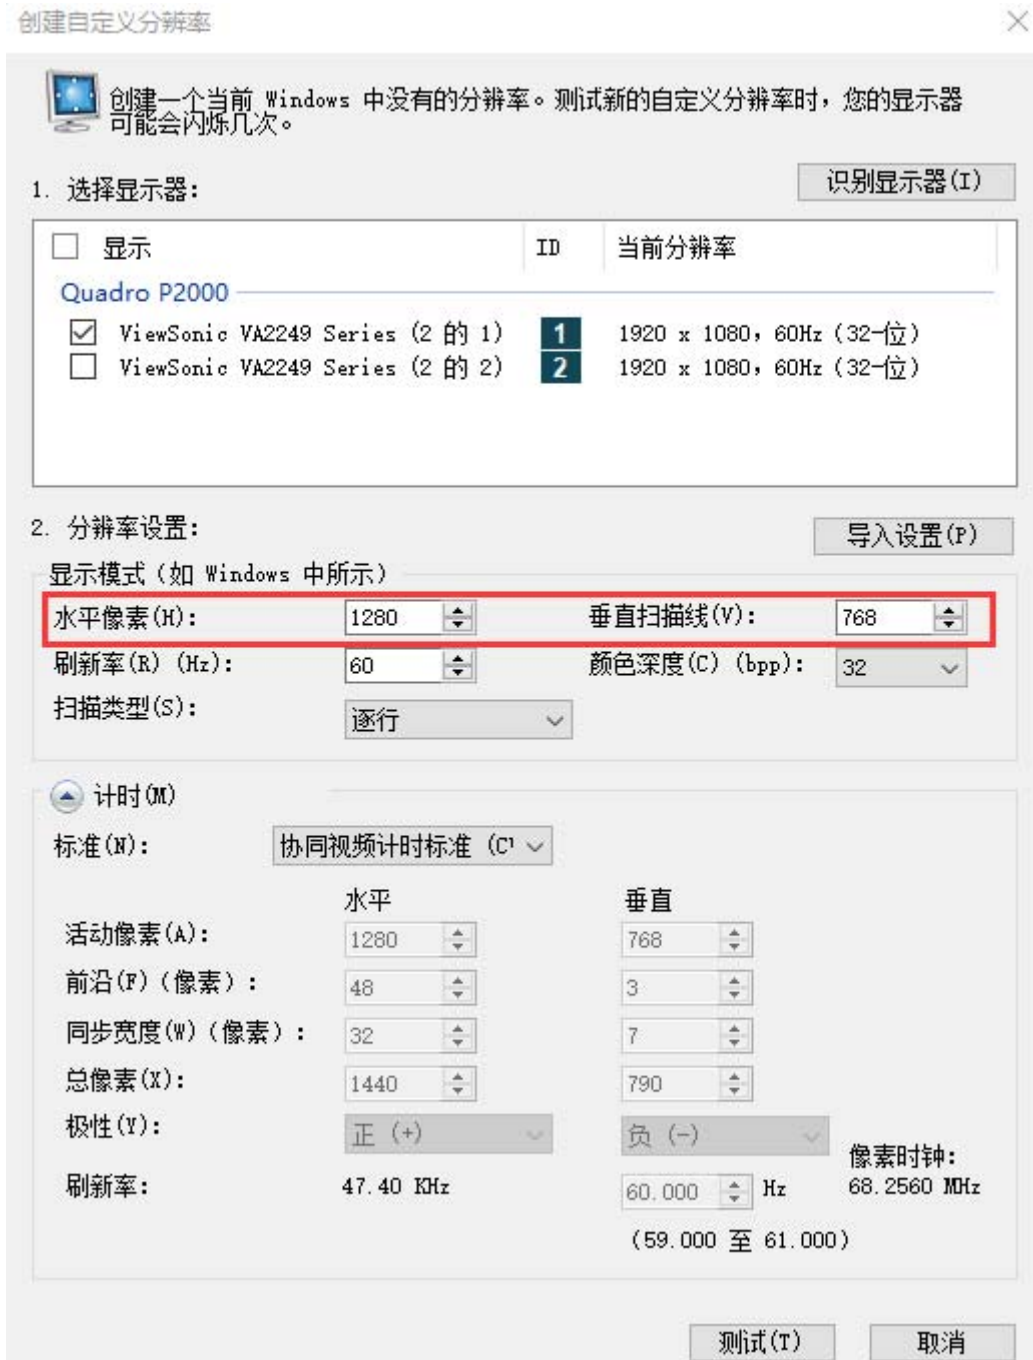 创建自定义分辨率
创建一个当前 Windows 中没有的分辨率。测试新的自定义分辨率时，您的显示器
可能会闪烁几次。
1. 选择显示器：
识别显示器(I)
显示 ID 当前分辨率
Quadro P2000
ViewSonic VA2249 Series (2 的 1) 1 1920 x 1080，60Hz (32-位)
ViewSonic VA2249 Series (2 的 2) 2 1920 x 1080，60Hz (32-位)
2. 分辨率设置：
导入设置(P)
显示模式（如 Windows 中所示）
水平像素(H)： 1280 垂直扫描线(V)： 768
刷新率(R) (Hz)： 60 颜色深度(C) (bpp)： 32
扫描类型(S)： 逐行
计时(M)
标准(N)： 协同视频计时标准 (C
水平 垂直
活动像素(A)： 1280 768
前沿(F)（像素）： 48 3
同步宽度(W)（像素）： 32 7
总像素(X)： 1440 790
极性(Y)： 正 (+) 负 (-)
像素时钟：
刷新率： 47.40 KHz 60.000 Hz 68.2560 MHz
(59.000 至 61.000)
测试(T) 取消